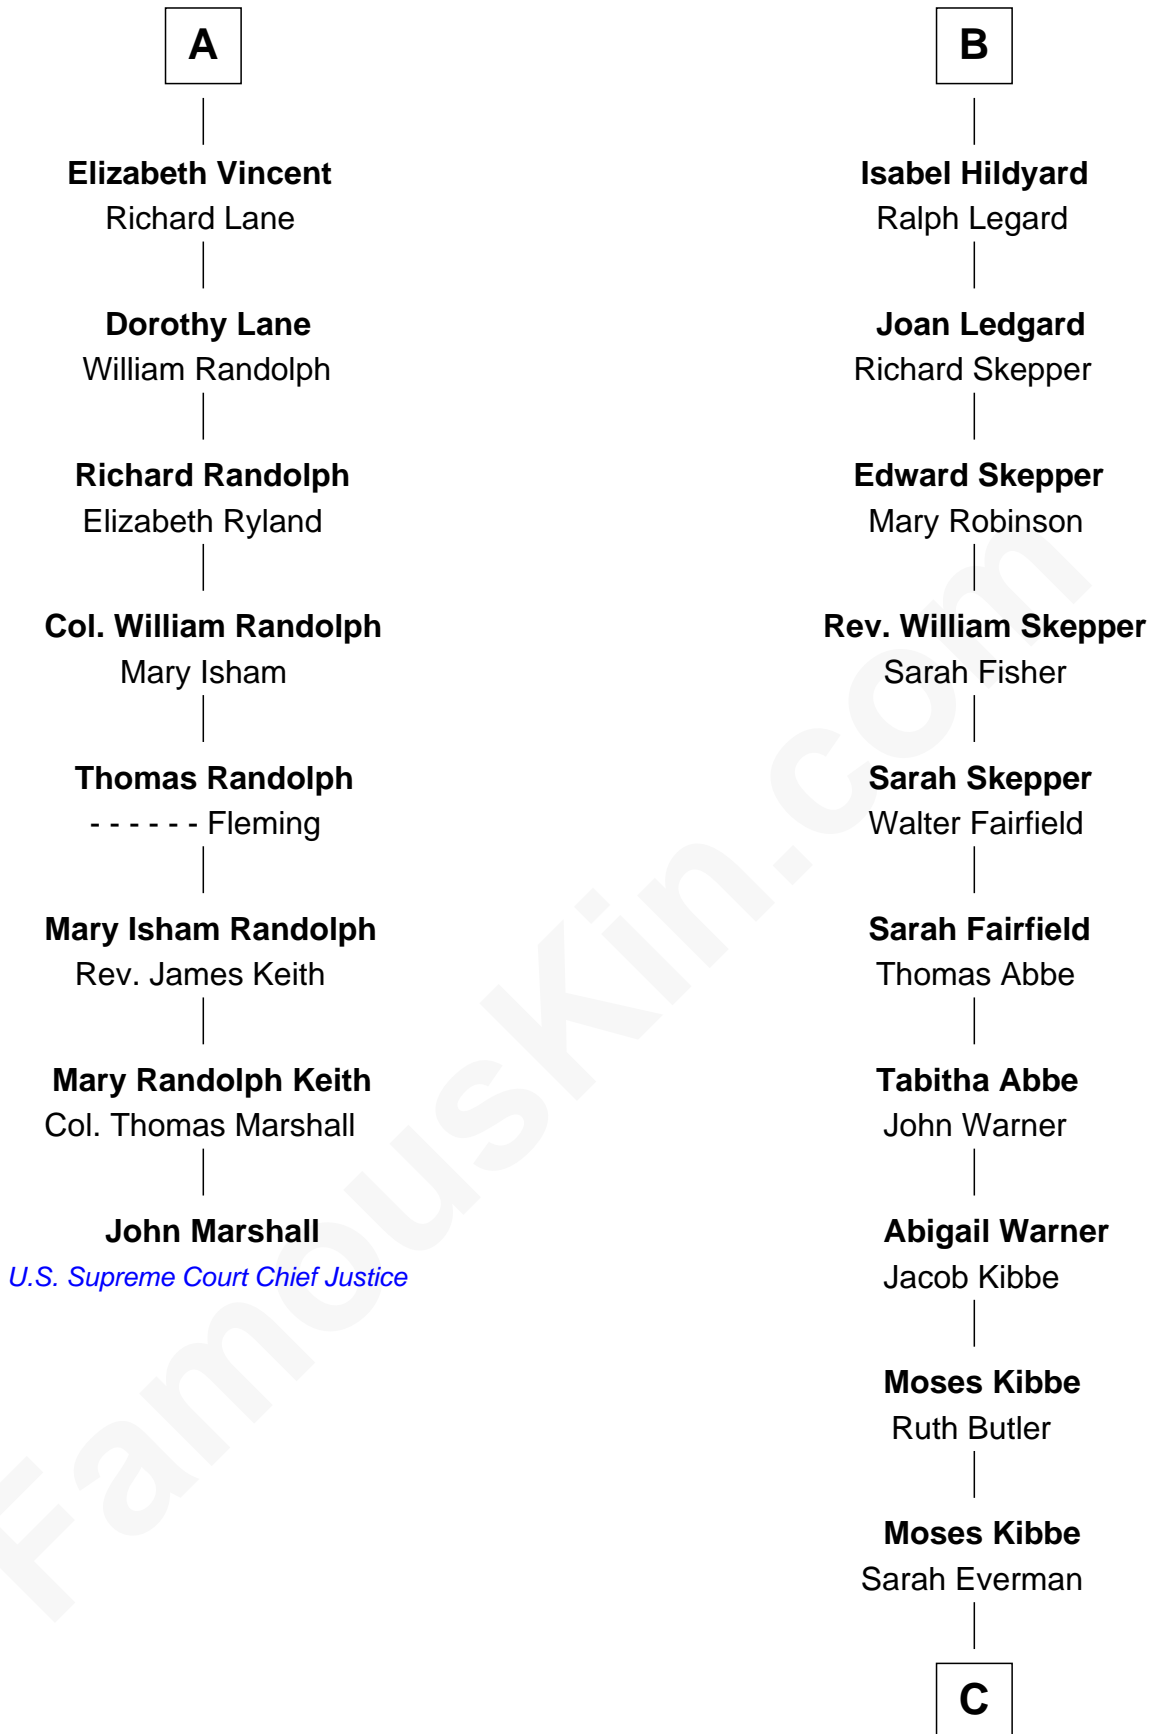 A
Elizabeth Vincent
Richard Lane
Dorothy Lane
William Randolph
Richard Randolph
Elizabeth Ryland
Col. William Randolph
Mary Isham
Thomas Randolph
- - - - - - Fleming
Mary Isham Randolph
Rev. James Keith
Mary Randolph Keith
Col. Thomas Marshall
John Marshall
U.S. Supreme Court Chief Justice
B
Isabel Hildyard
Ralph Legard
Joan Ledgard
Richard Skepper
Edward Skepper
Mary Robinson
Rev. William Skepper
Sarah Fisher
Sarah Skepper
Walter Fairfield
Sarah Fairfield
Thomas Abbe
Tabitha Abbe
John Warner
Abigail Warner
Jacob Kibbe
Moses Kibbe
Ruth Butler
Moses Kibbe
Sarah Everman
C
FamousKin.com